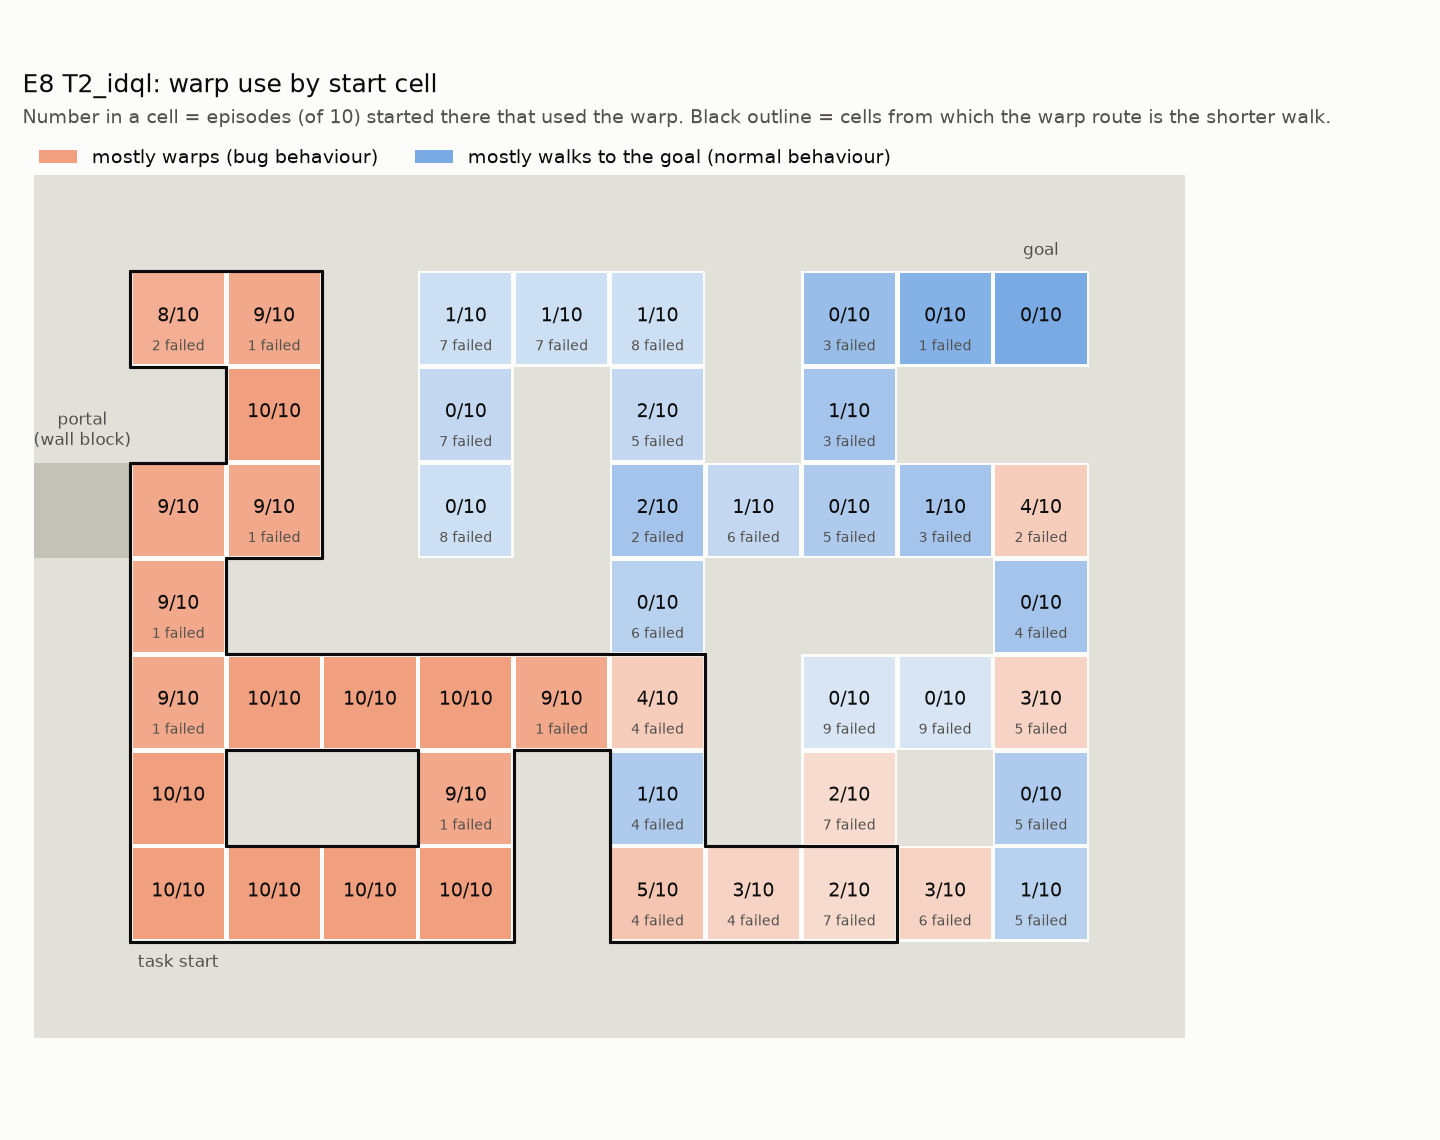 E8 T2_idql: warp use by start cell
Number in a cell = episodes (of 10) started there that used the warp. Black outline = cells from which the warp route is the shorter walk.
mostly warps (bug behaviour) mostly walks to the goal (normal behaviour)
goal
8/10 9/10 1/10 1/10 1/10 0/10 0/10 0/10
2 failed 1 failed 7 failed 7 failed 8 failed 3 failed 1 failed
10/10 0/10 2/10 1/10
portal
(wall block) 7 failed 5 failed 3 failed
9/10 9/10 0/10 2/10 1/10 0/10 1/10 4/10
1 failed 8 failed 2 failed 6 failed 5 failed 3 failed 2 failed
9/10 0/10 0/10
1 failed 6 failed 4 failed
9/10 10/10 10/10 10/10 9/10 4/10 0/10 0/10 3/10
1 failed 1 failed 4 failed 9 failed 9 failed 5 failed
10/10 9/10 1/10 2/10 0/10
1 failed 4 failed 7 failed 5 failed
10/10 10/10 10/10 10/10 5/10 3/10 2/10 3/10 1/10
4 failed 4 failed 7 failed 6 failed 5 failed
task start